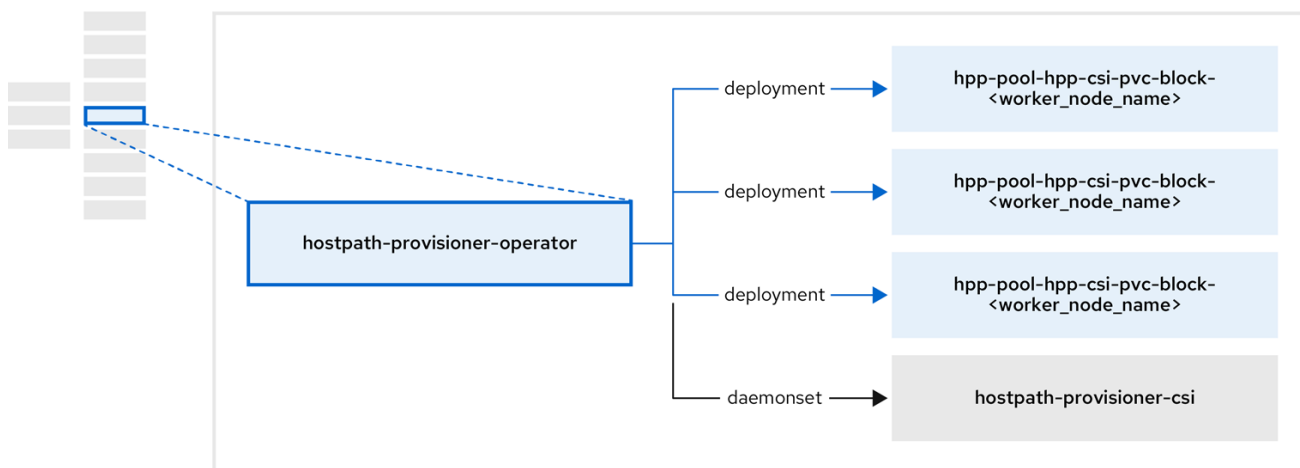 deployment
hpp-pool-hpp-csi-pvc-block-
<worker_node_name>
deployment
hpp-pool-hpp-csi-pvc-block-
<worker_node_name>
hostpath-provisioner-operator
deployment
hpp-pool-hpp-csi-pvc-block-
<worker_node_name>
daemonset
hostpath-provisioner-csi